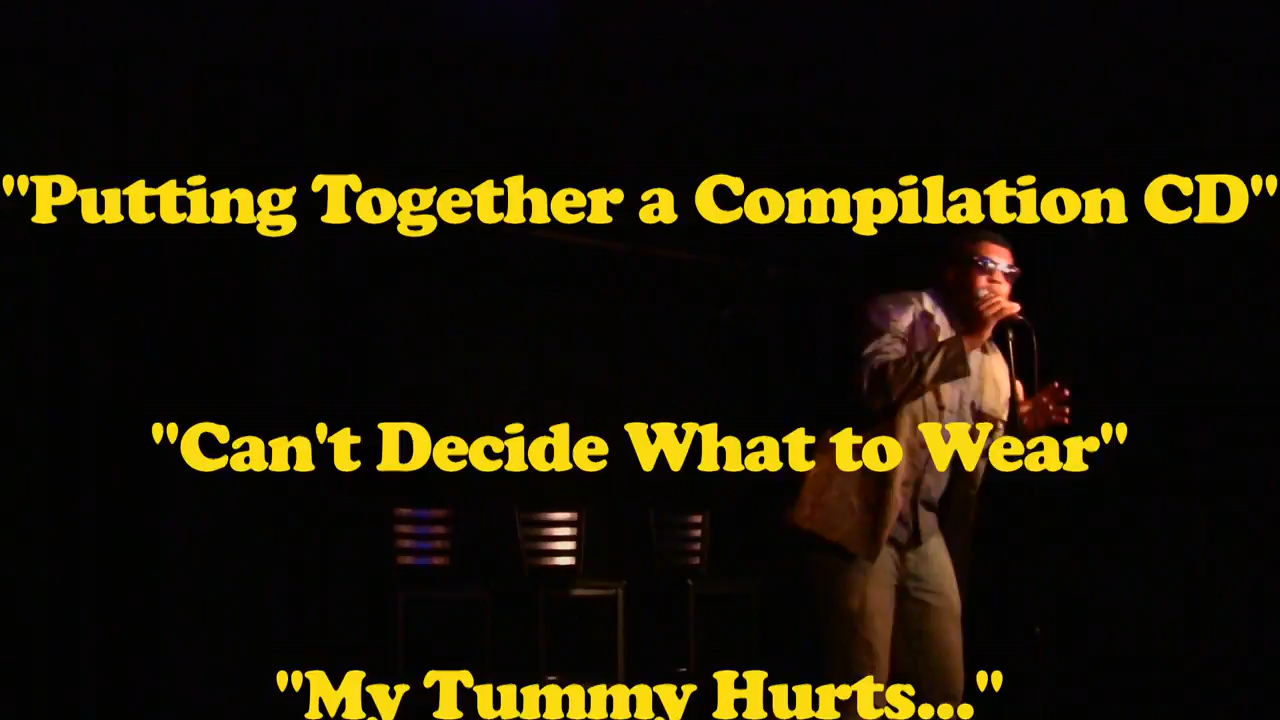 "Putting Together a Compilation CD"
"Can't Decide What to Wear"
"My Tummy Hurts..."